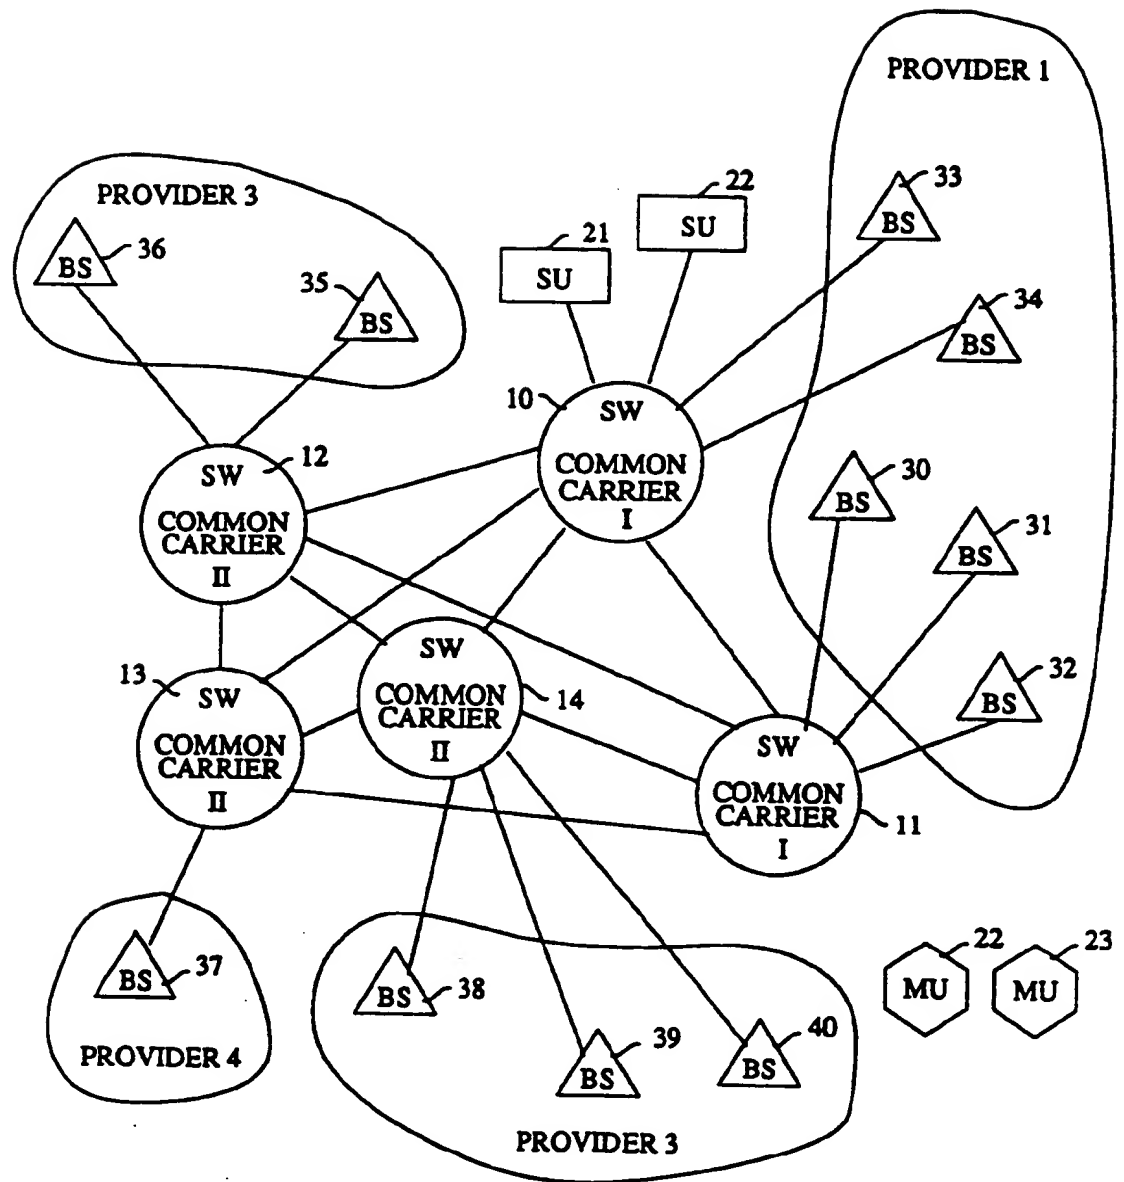 PROVIDER 1
PROVIDER 3
33
BS
22
SU
21
SU
36
BS
35
BS
34
BS
10
SW
COMMON
CARRIER
I
12
SW
COMMON
CARRIER
II
30
BS
31
BS
32
BS
13
SW
COMMON
CARRIER
II
14
SW
COMMON
CARRIER
II
11
SW
COMMON
CARRIER
I
37
BS
PROVIDER 4
38
BS
39
BS
40
BS
PROVIDER 3
22
MU
23
MU